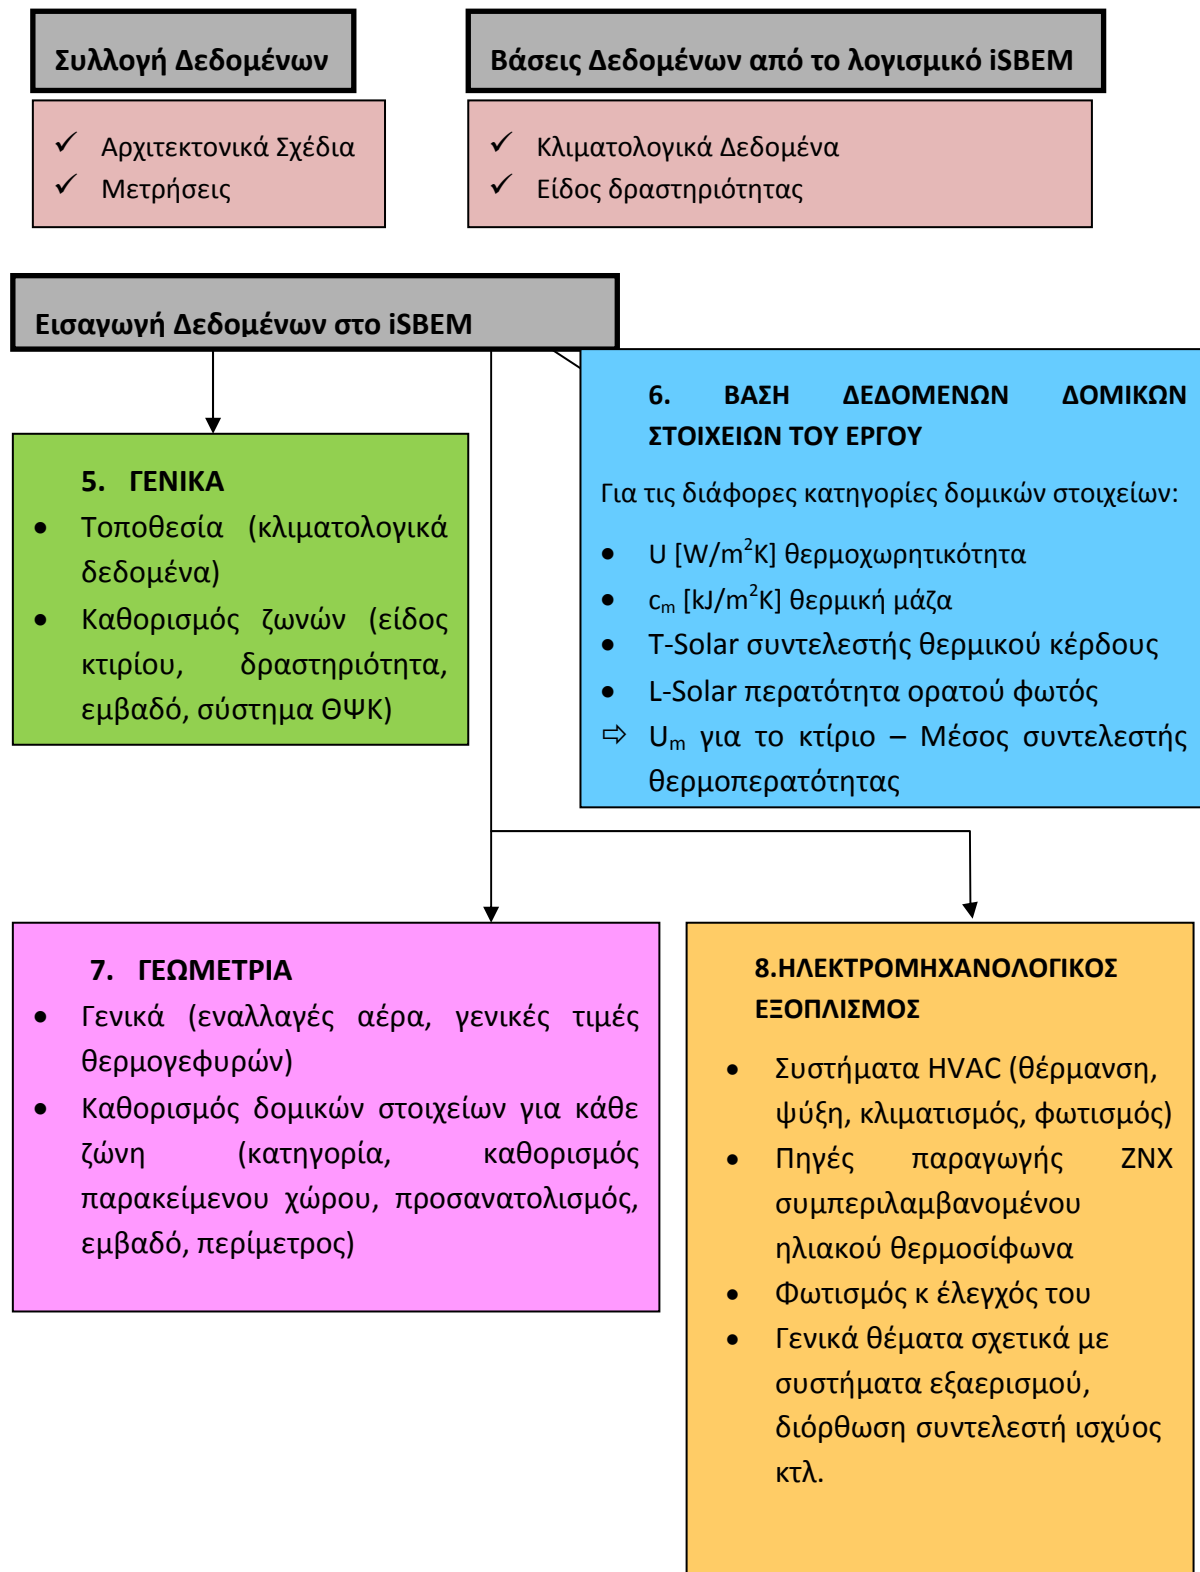 Συλλογή Δεδομένων
Βάσεις Δεδομένων από το λογισμικό iSBEM
✓ Αρχιτεκτονικά Σχέδια
✓ Μετρήσεις
✓ Κλιματολογικά Δεδομένα
✓ Είδος δραστηριότητας
Εισαγωγή Δεδομένων στο iSBEM
5. ΓΕΝΙΚΑ
• Τοποθεσία (κλιματολογικά
δεδομένα)
• Καθορισμός ζωνών (είδος
κτιρίου, δραστηριότητα,
εμβαδό, σύστημα ΘΨΚ)
6. ΒΑΣΗ ΔΕΔΟΜΕΝΩΝ ΔΟΜΙΚΩΝ
ΣΤΟΙΧΕΙΩΝ ΤΟΥ ΕΡΓΟΥ
Για τις διάφορες κατηγορίες δομικών στοιχείων:
• U [W/m²K] θερμοχωρητικότητα
• cₘ [kJ/m²K] θερμική μάζα
• T-Solar συντελεστής θερμικού κέρδους
• L-Solar περατότητα ορατού φωτός
⇨ Uₘ για το κτίριο – Μέσος συντελεστής
θερμοπερατότητας
7. ΓΕΩΜΕΤΡΙΑ
• Γενικά (εναλλαγές αέρα, γενικές τιμές
θερμογεφυρών)
• Καθορισμός δομικών στοιχείων για κάθε
ζώνη (κατηγορία, καθορισμός
παρακείμενου χώρου, προσανατολισμός,
εμβαδό, περίμετρος)
8.ΗΛΕΚΤΡΟΜΗΧΑΝΟΛΟΓΙΚΟΣ
ΕΞΟΠΛΙΣΜΟΣ
• Συστήματα HVAC (θέρμανση,
ψύξη, κλιματισμός, φωτισμός)
• Πηγές παραγωγής ΖΝΧ
συμπεριλαμβανομένου
ηλιακού θερμοσίφωνα
• Φωτισμός κ έλεγχός του
• Γενικά θέματα σχετικά με
συστήματα εξαερισμού,
διόρθωση συντελεστή ισχύος
κτλ.